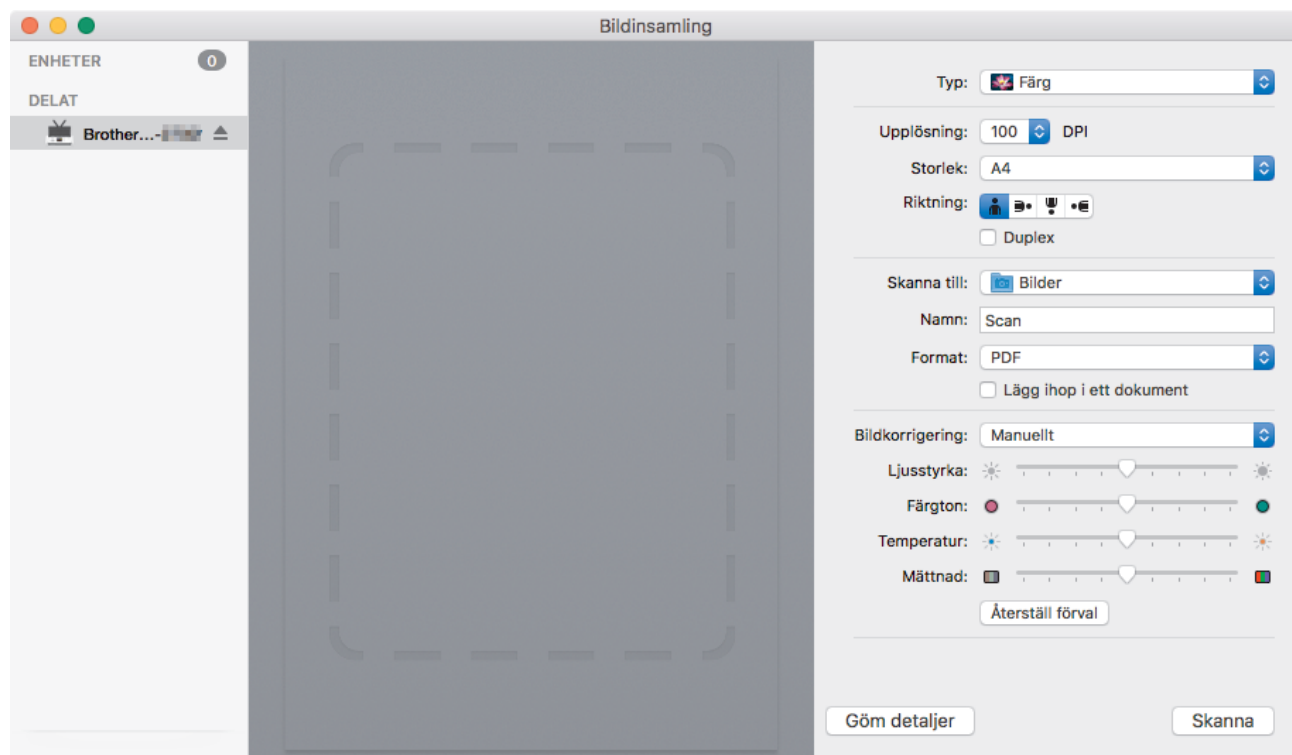 Bildinsamling
ENHETER 0
DELAT
Brother...-
Typ: Färg
Upplösning: 100 DPI
Storlek: A4
Riktning:
Duplex
Skanna till: Bilder
Namn: Scan
Format: PDF
Lägg ihop i ett dokument
Bildkorrigering: Manuellt
Ljusstyrka:
Färgton:
Temperatur:
Mättnad:
Återställ förval
Göm detaljer Skanna